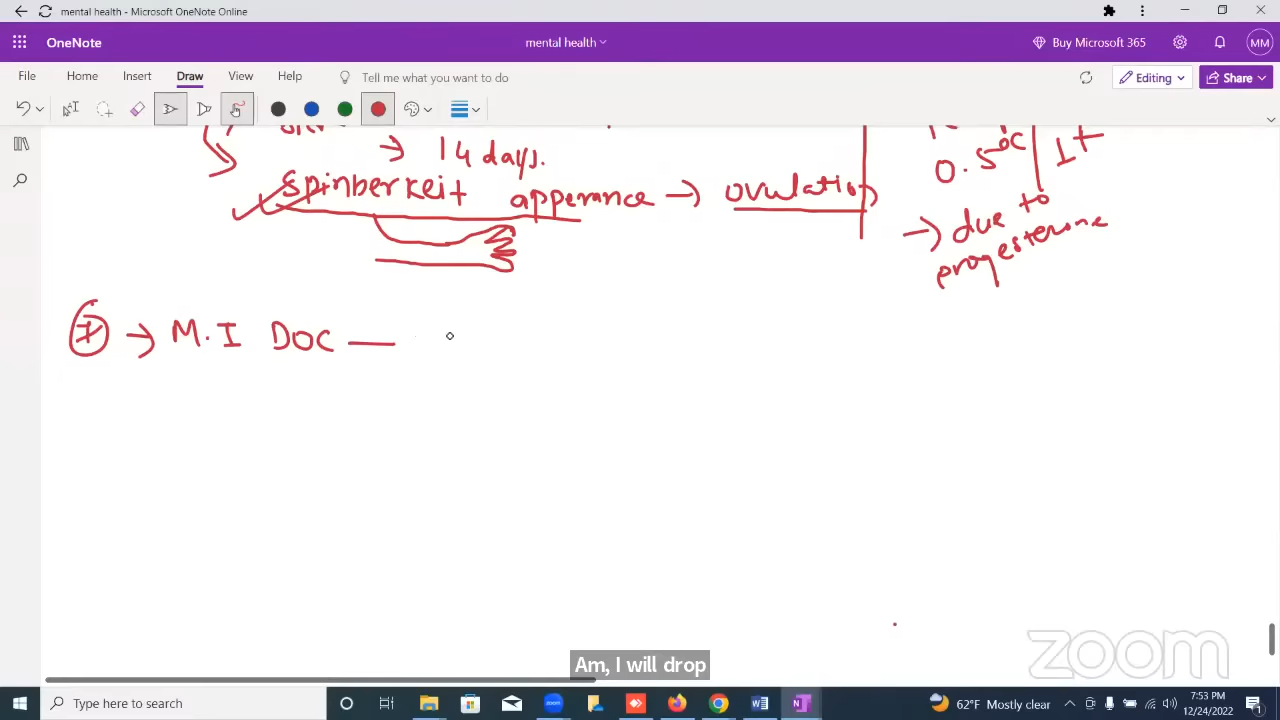 mental health - Microsoft OneNote Online
OneNote
mental health
Buy Microsoft 365
MM
File Home Insert Draw View Help Tell me what you want to do
Editing
Share
→ 14 days.
Spinberkeit apperance → ovulation
0.5°C
→ due to
progesterone
→ M.I DOC —
Am, I will drop
zoom
Type here to search
zoom
62°F Mostly clear
7:53 PM
12/24/2022